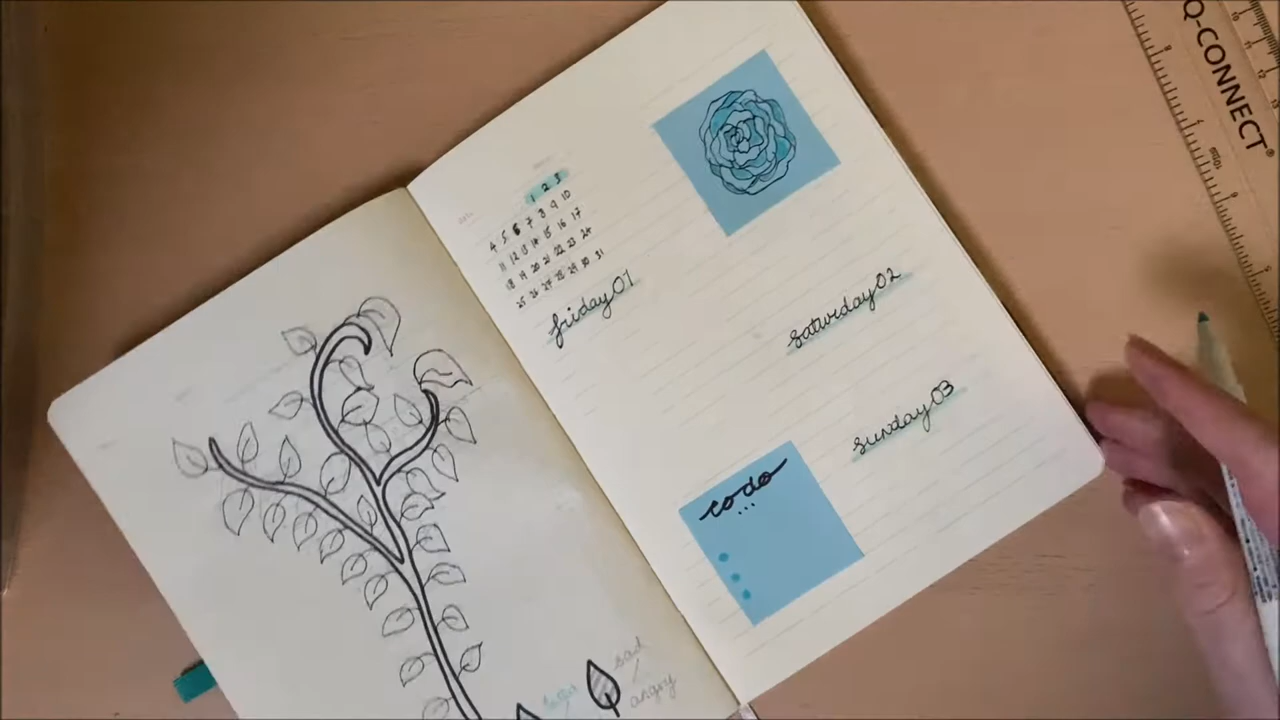 1 2 3
4 5 6 7 8 9 10
11 12 13 14 15 16 17
18 19 20 21 22 23 24
25 26 27 28 29 30 31
friday 01
saturday 02
sunday 03
to do
...
sad
/
angry
Q-CONNECT®